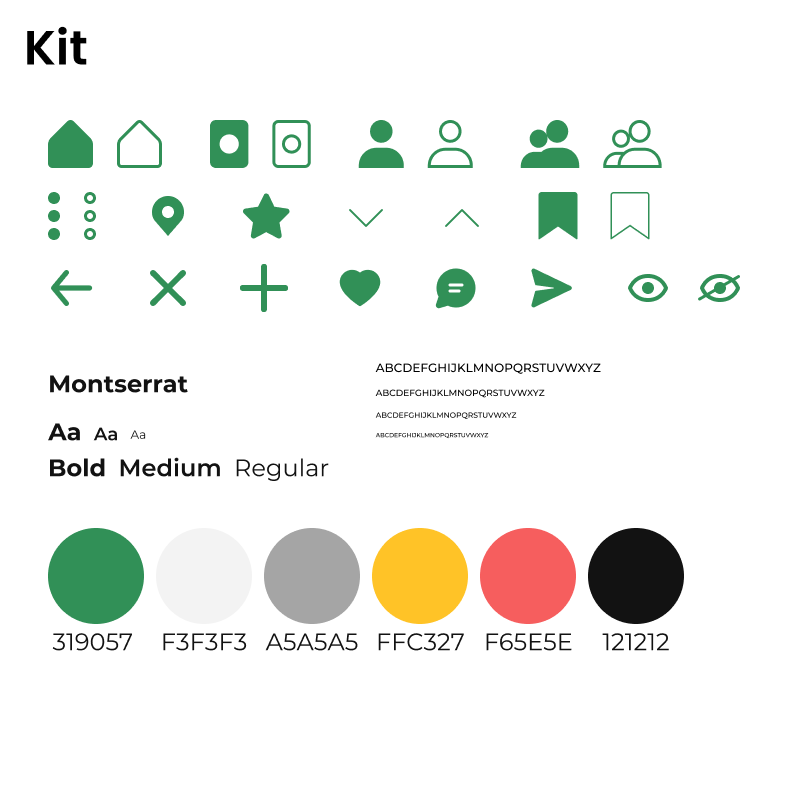 Kit
Montserrat
Aa Aa Aa
Bold Medium Regular
ABCDEFGHIJKLMNOPQRSTUVWXYZ
ABCDEFGHIJKLMNOPQRSTUVWXYZ
ABCDEFGHIJKLMNOPQRSTUVWXYZ
ABCDEFGHIJKLMNOPQRSTUVWXYZ
319057 F3F3F3 A5A5A5 FFC327 F65E5E 121212